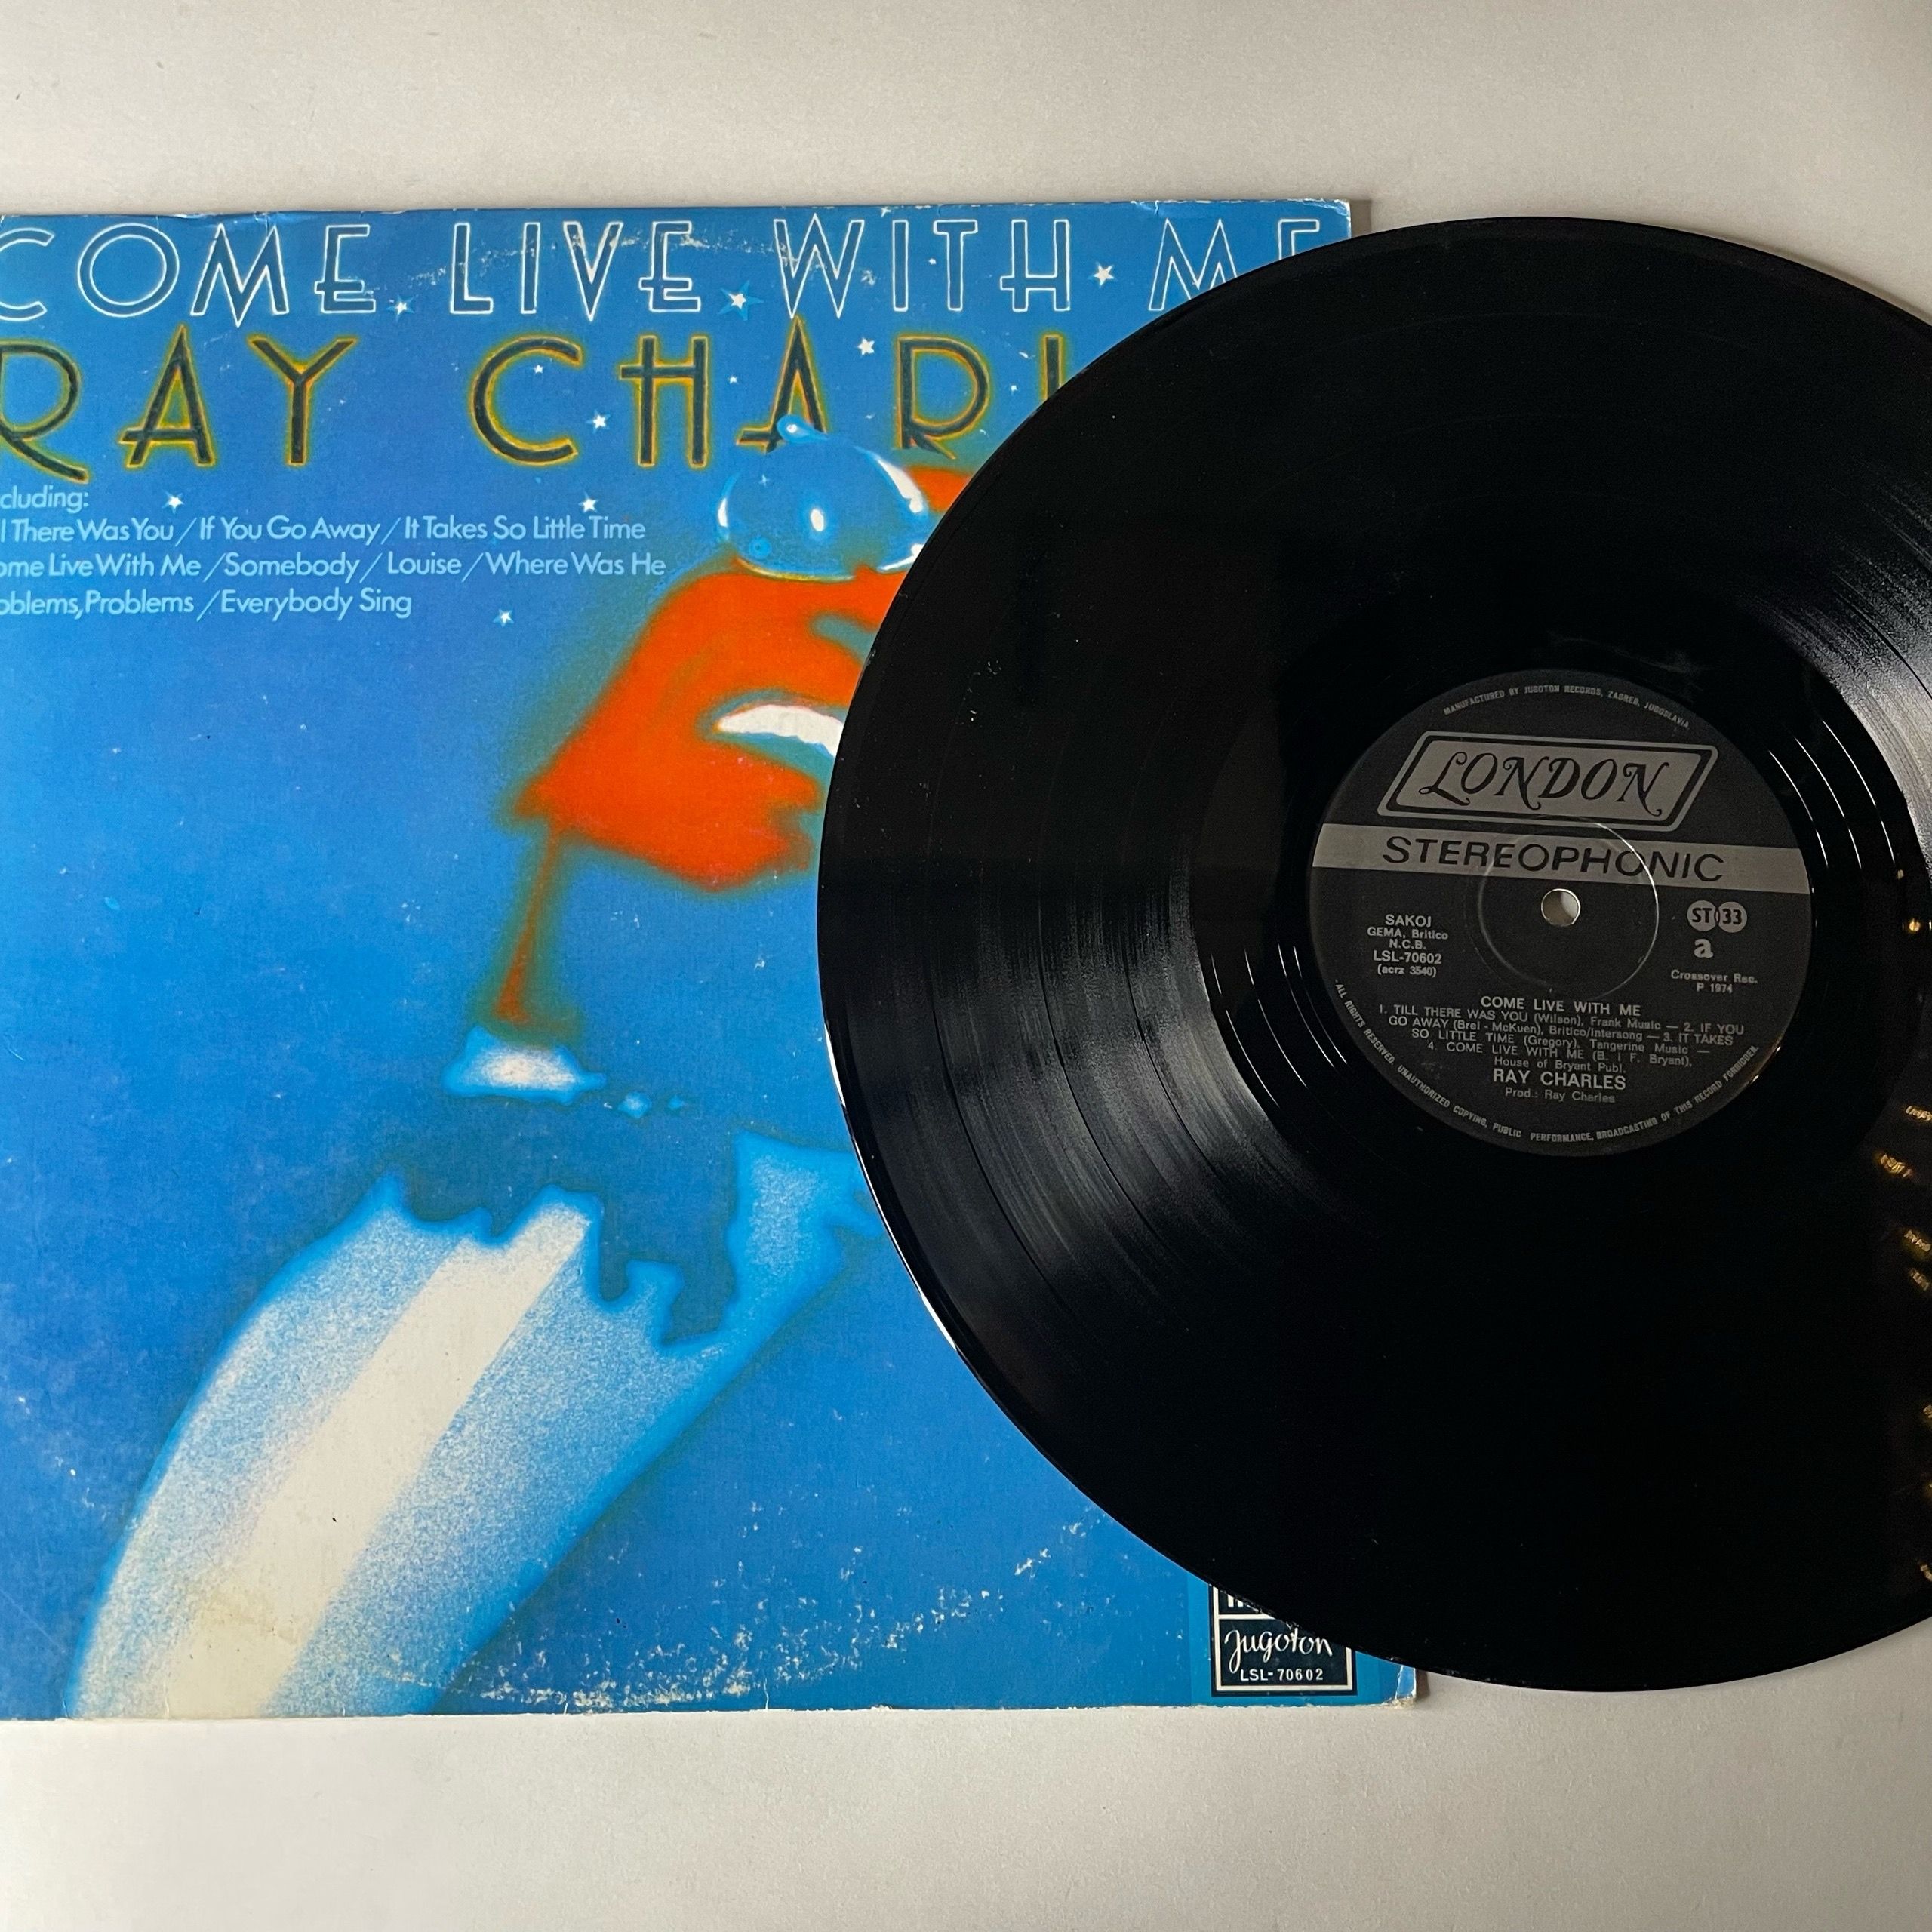 COME LIVE WITH ME
RAY CHARL
cluding:
l There Was You / If You Go Away / It Takes So Little Time
ome Live With Me / Somebody / Louise / Where Was He
oblems, Problems / Everybody Sing
Jugoton
LSL-70602
MANUFACTURED BY JUGOTON RECORDS, ZAGREB, JUGOSLAVIA
LONDON
STEREOPHONIC
SAKOJ
GEMA, Britico
N.C.B.
LSL-70602
(acrz 3540)
ST 33
a
Crossover Rec.
P 1974
COME LIVE WITH ME
1. TILL THERE WAS YOU (Wilson), Frank Music — 2. IF YOU
GO AWAY (Brel - McKuen), Britico/Intersong — 3. IT TAKES
SO LITTLE TIME (Gregory), Tangerine Music —
4. COME LIVE WITH ME (B. i F. Bryant),
House of Bryant Publ.
RAY CHARLES
Prod.: Ray Charles
ALL RIGHTS RESERVED. UNAUTHORIZED COPYING, PUBLIC PERFORMANCE, BROADCASTING OF THIS RECORD FORBIDDEN.